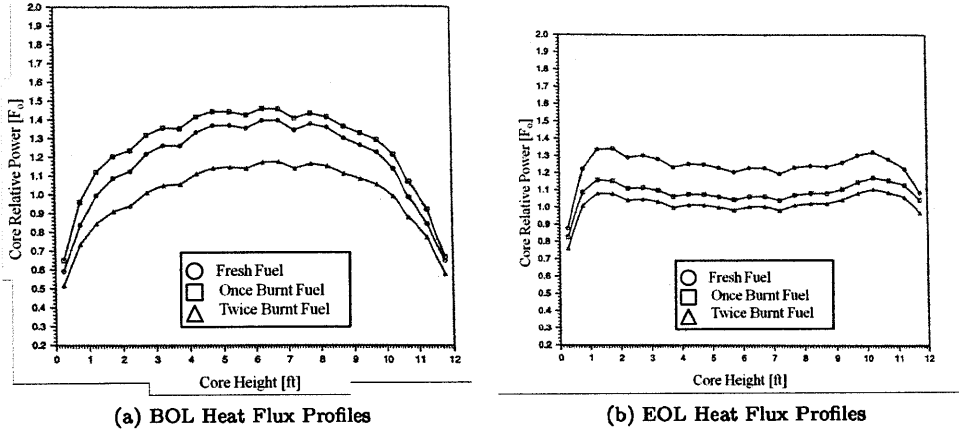 2.0
1.9
1.8
1.7
1.6
1.5
1.4
1.3
1.2
1.1
1.0
0.9
0.8
0.7
0.6
0.5
0.4
0.3
0.2
Core Relative Power [Fₒ]
Fresh Fuel
Once Burnt Fuel
Twice Burnt Fuel
0 1 2 3 4 5 6 7 8 9 10 11 12
Core Height [ft]
(a) BOL Heat Flux Profiles
2.0
1.9
1.8
1.7
1.6
1.5
1.4
1.3
1.2
1.1
1.0
0.9
0.8
0.7
0.6
0.5
0.4
0.3
0.2
Core Relative Power [Fₒ]
Fresh Fuel
Once Burnt Fuel
Twice Burnt Fuel
0 1 2 3 4 5 6 7 8 9 10 11 12
Core Height [ft]
(b) EOL Heat Flux Profiles